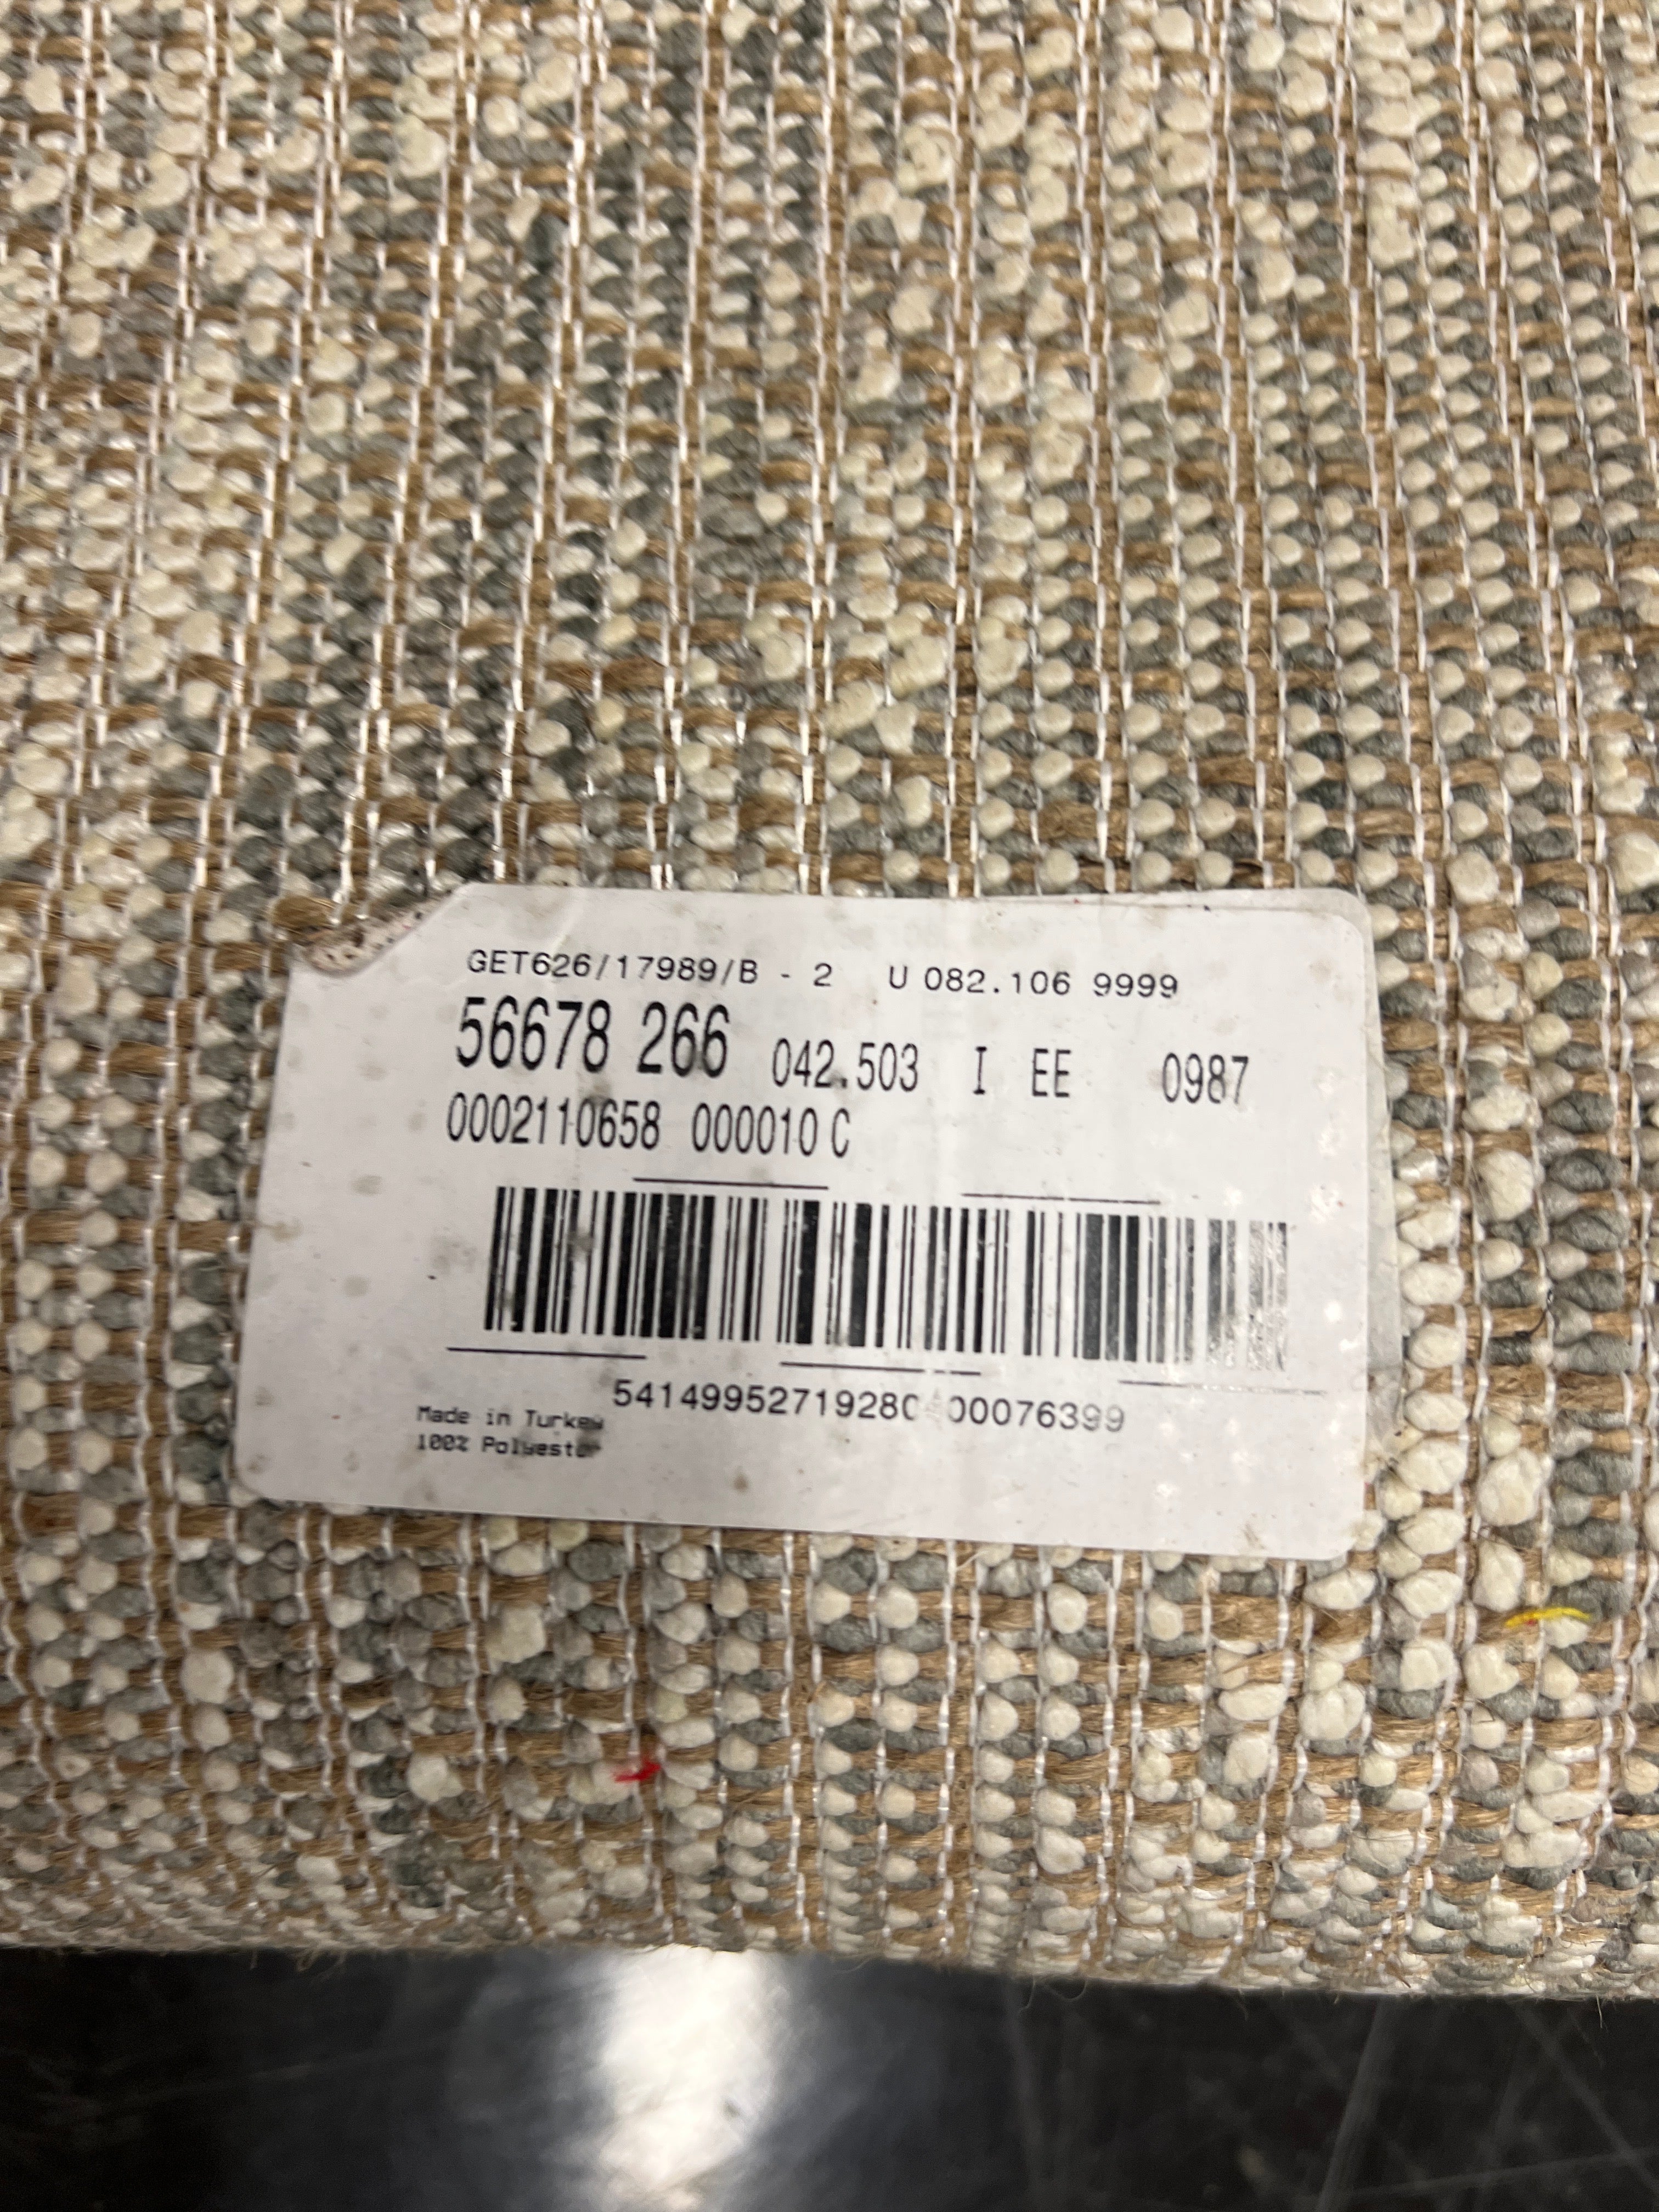 GET626/17989/B - 2 U 082.106 9999
56678 266 042.503 I EE 0987
0002110658 000010 C
Made in Turkey
100% Polyester